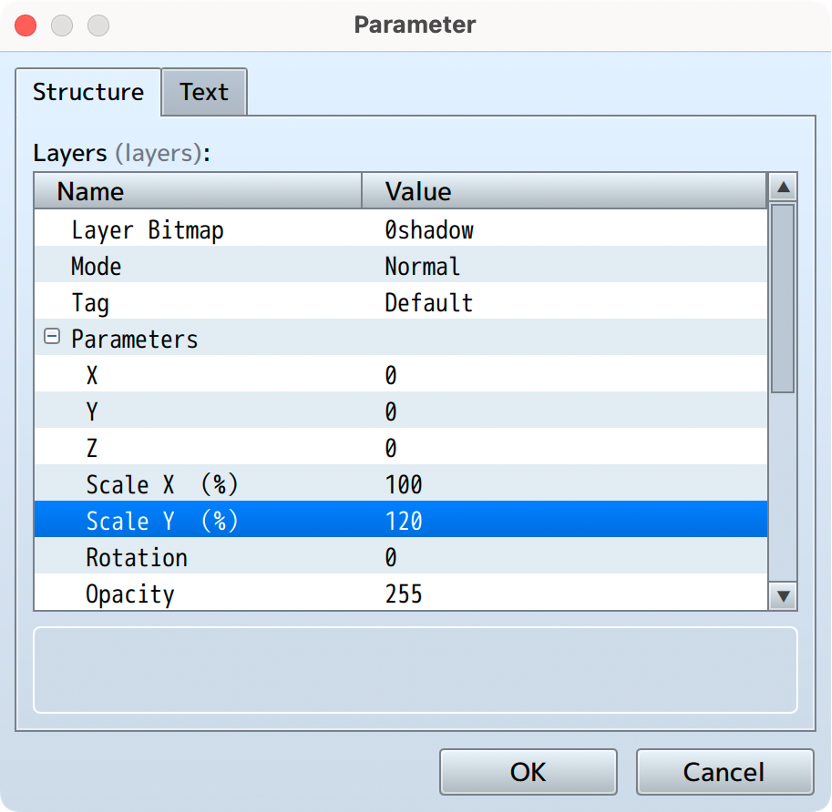 Parameter
Structure Text
Layers (layers):
Name Value
Layer Bitmap 0shadow
Mode Normal
Tag Default
Parameters
X 0
Y 0
Z 0
Scale X (%) 100
Scale Y (%) 120
Rotation 0
Opacity 255
OK Cancel